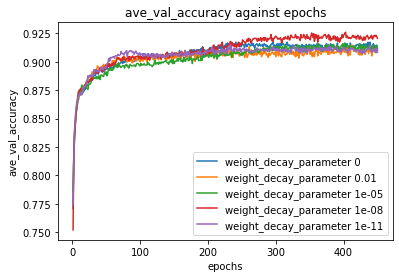 ave_val_accuracy against epochs
0.925
0.900
0.875
0.850
0.825
0.800
0.775
0.750
ave_val_accuracy
weight_decay_parameter 0
weight_decay_parameter 0.01
weight_decay_parameter 1e-05
weight_decay_parameter 1e-08
weight_decay_parameter 1e-11
0 100 200 300 400
epochs